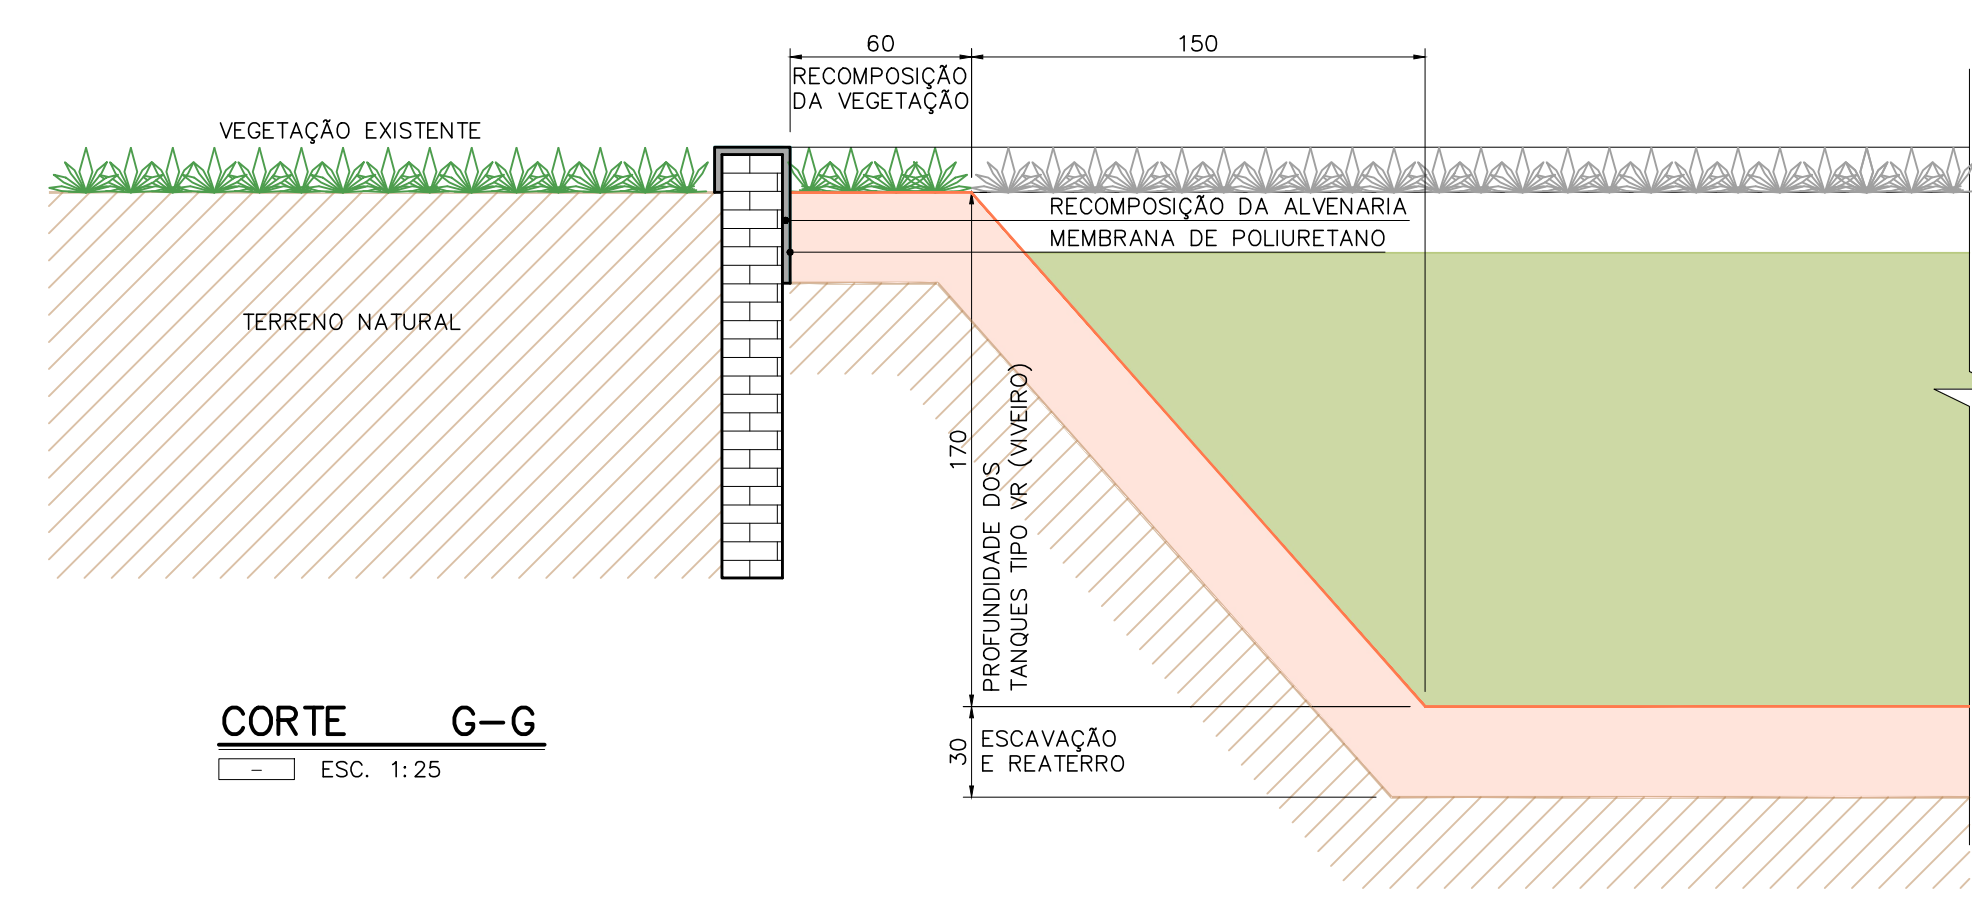 60
150
RECOMPOSIÇÃO
DA VEGETAÇÃO
VEGETAÇÃO EXISTENTE
RECOMPOSIÇÃO DA ALVENARIA
MEMBRANA DE POLIURETANO
TERRENO NATURAL
170
PROFUNDIDADE DOS
TANQUES TIPO VR (VIVEIRO)
30
ESCAVAÇÃO
E REATERRO
CORTE G-G
- ESC. 1:25